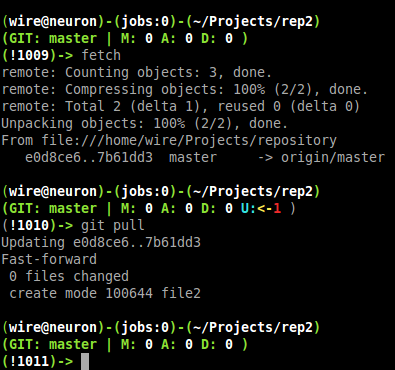 (wire@neuron)-(jobs:0)-(~/Projects/rep2)
(GIT: master | M: 0 A: 0 D: 0 )
(!1009)-> fetch
remote: Counting objects: 3, done.
remote: Compressing objects: 100% (2/2), done.
remote: Total 2 (delta 1), reused 0 (delta 0)
Unpacking objects: 100% (2/2), done.
From file:///home/wire/Projects/repository
   e0d8ce6..7b61dd3  master     -> origin/master
(wire@neuron)-(jobs:0)-(~/Projects/rep2)
(GIT: master | M: 0 A: 0 D: 0 U:<-1 )
(!1010)-> git pull
Updating e0d8ce6..7b61dd3
Fast-forward
 0 files changed
 create mode 100644 file2
(wire@neuron)-(jobs:0)-(~/Projects/rep2)
(GIT: master | M: 0 A: 0 D: 0 )
(!1011)->